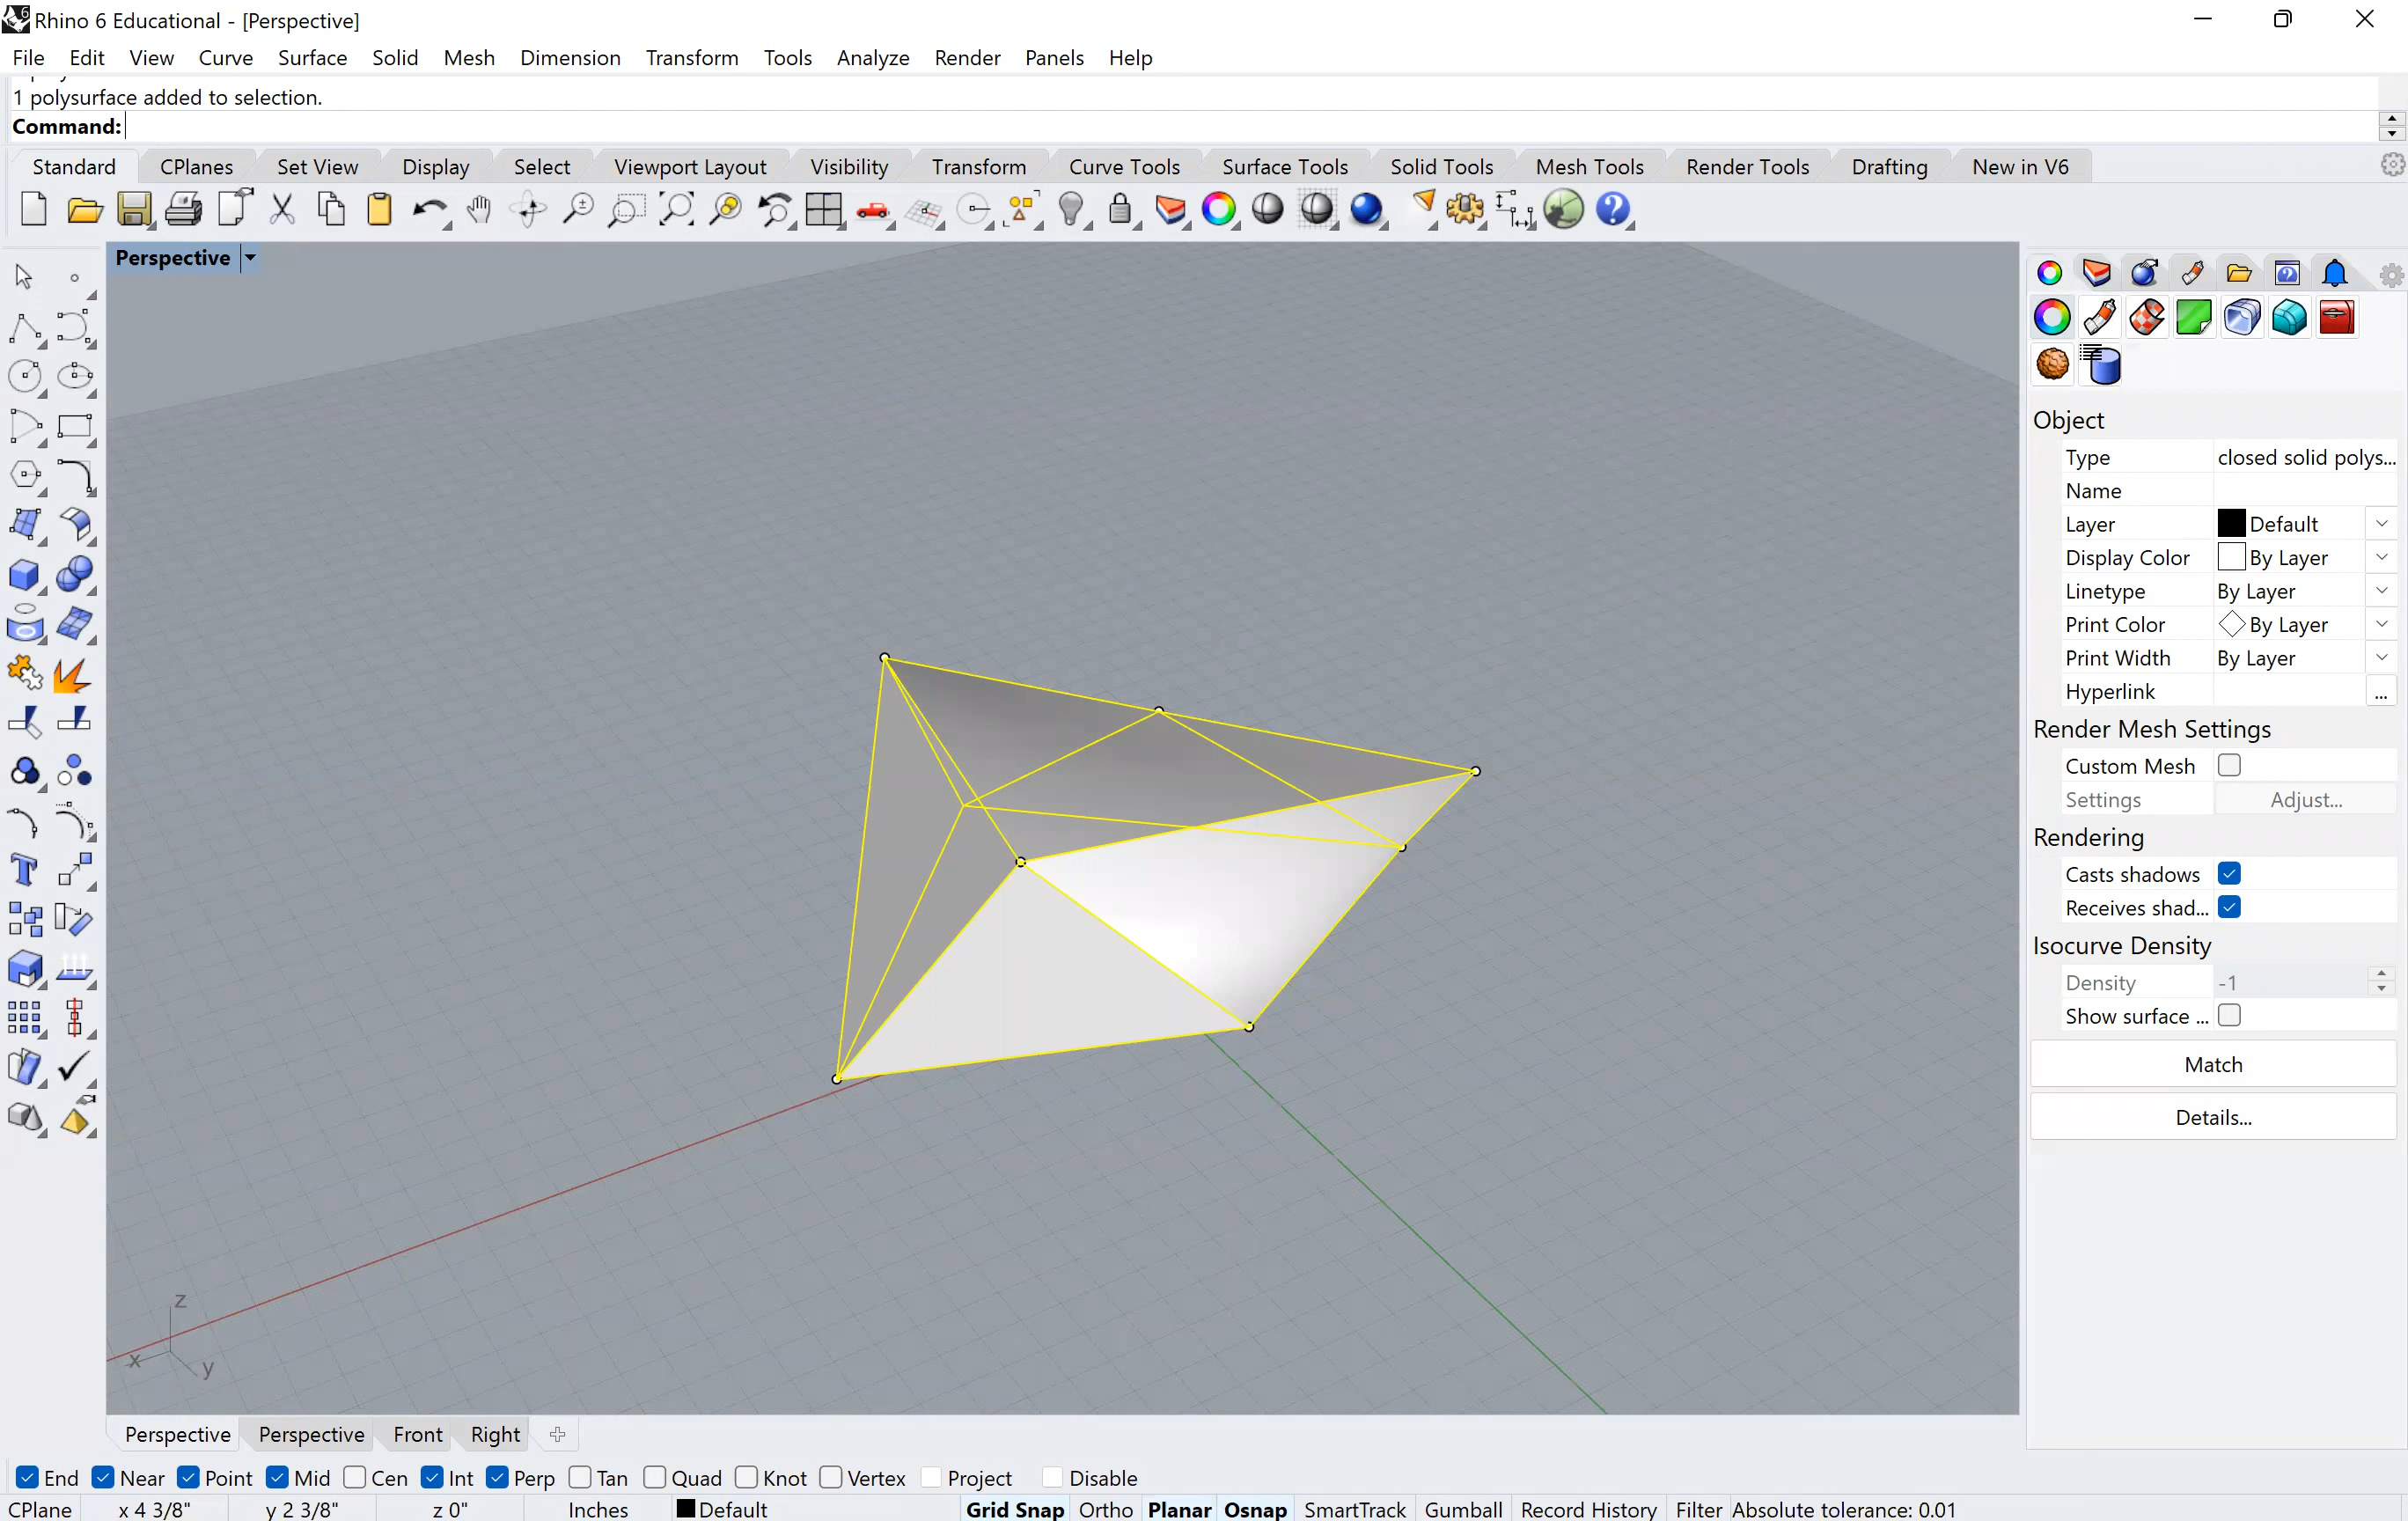 Rhino 6 Educational - [Perspective]
File Edit View Curve Surface Solid Mesh Dimension Transform Tools Analyze Render Panels Help
1 polysurface added to selection.
Command:
Standard CPlanes Set View Display Select Viewport Layout Visibility Transform Curve Tools Surface Tools Solid Tools Mesh Tools Render Tools Drafting New in V6
Perspective
Object
Type closed solid polys...
Name
Layer Default
Display Color By Layer
Linetype By Layer
Print Color By Layer
Print Width By Layer
Hyperlink ...
Render Mesh Settings
Custom Mesh
Settings Adjust...
Rendering
Casts shadows
Receives shad...
Isocurve Density
Density -1
Show surface ...
Match
Details...
z
x
y
Perspective Perspective Front Right
End Near Point Mid Cen Int Perp Tan Quad Knot Vertex Project Disable
CPlane x 4 3/8" y 2 3/8" z 0" Inches Default Grid Snap Ortho Planar Osnap SmartTrack Gumball Record History Filter Absolute tolerance: 0.01